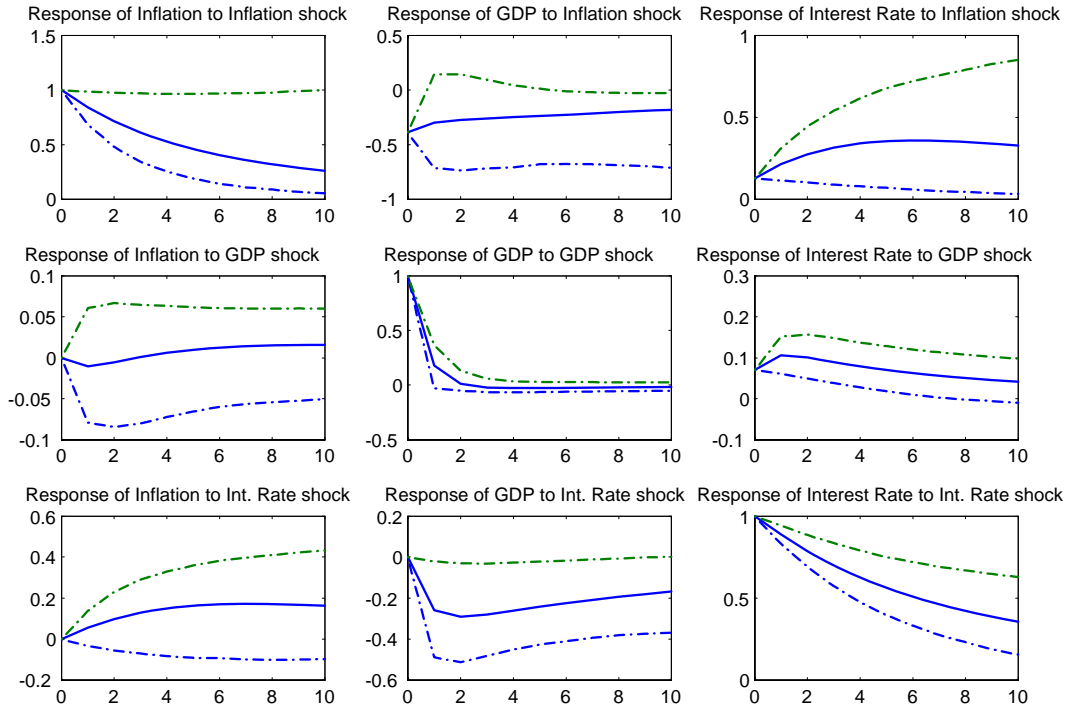 Response of Inflation to Inflation shock
Response of GDP to Inflation shock
Response of Interest Rate to Inflation shock
1.5
1
0.5
0
0 2 4 6 8 10
0
-0.5
-1
0 2 4 6 8 10
1
0.5
0
0 2 4 6 8 10
Response of Inflation to GDP shock
Response of GDP to GDP shock
Response of Interest Rate to GDP shock
0.1
0.05
0
-0.05
-0.1
0 2 4 6 8 10
1
0.5
0
-0.5
0 2 4 6 8 10
0.3
0.2
0.1
0
-0.1
0 2 4 6 8 10
Response of Inflation to Int. Rate shock
Response of GDP to Int. Rate shock
Response of Interest Rate to Int. Rate shock
0.6
0.4
0.2
0
-0.2
0 2 4 6 8 10
0.2
0
-0.2
-0.4
-0.6
0 2 4 6 8 10
1
0.5
0
0 2 4 6 8 10